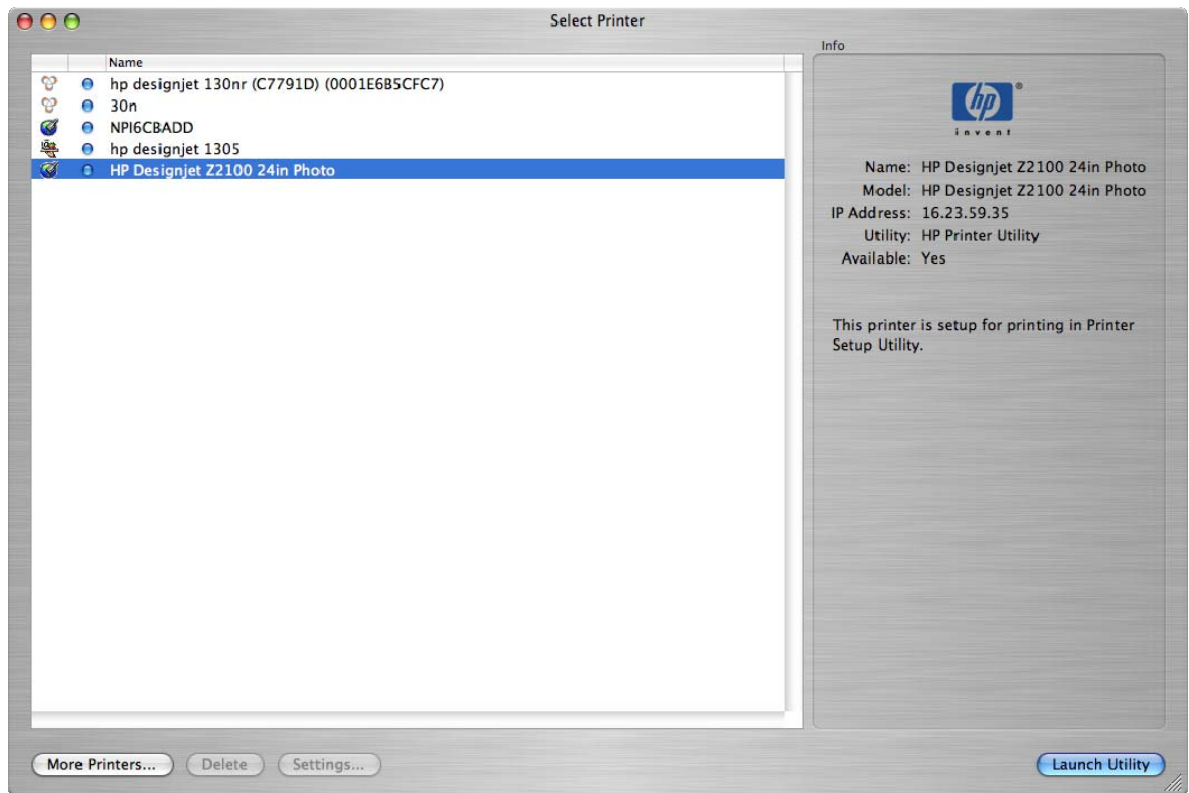 Select Printer
Info
Name
hp designjet 130nr (C7791D) (0001E6B5CFC7)
30n
NPI6CBADD
hp designjet 1305
HP Designjet Z2100 24in Photo
hp
®
invent
Name: HP Designjet Z2100 24in Photo
Model: HP Designjet Z2100 24in Photo
IP Address: 16.23.59.35
Utility: HP Printer Utility
Available: Yes
This printer is setup for printing in Printer
Setup Utility.
More Printers...
Delete
Settings...
Launch Utility